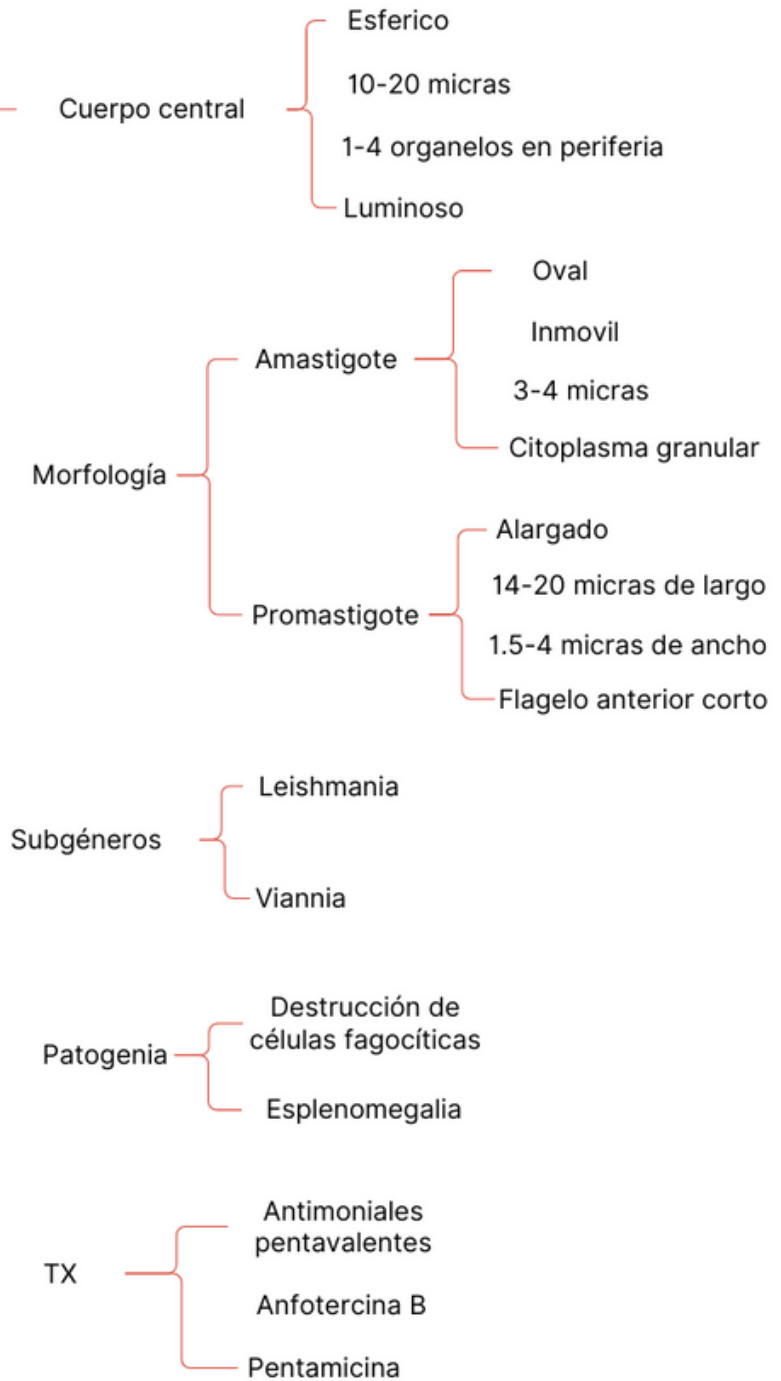 Cuerpo central
Esferico
10-20 micras
1-4 organelos en periferia
Luminoso
Morfología
Amastigote
Oval
Inmovil
3-4 micras
Citoplasma granular
Promastigote
Alargado
14-20 micras de largo
1.5-4 micras de ancho
Flagelo anterior corto
Subgéneros
Leishmania
Viannia
Patogenia
Destrucción de
células fagocíticas
Esplenomegalia
TX
Antimoniales
pentavalentes
Anfotercina B
Pentamicina